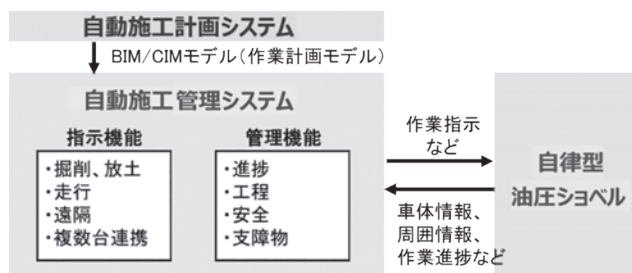 自動施工計画システム
BIM/CIMモデル(作業計画モデル)
自動施工管理システム
指示機能
・掘削、放土
・走行
・遠隔
・複数台連携
管理機能
・進捗
・工程
・安全
・支障物
作業指示
など
車体情報、
周囲情報、
作業進捗など
自律型
油圧ショベル